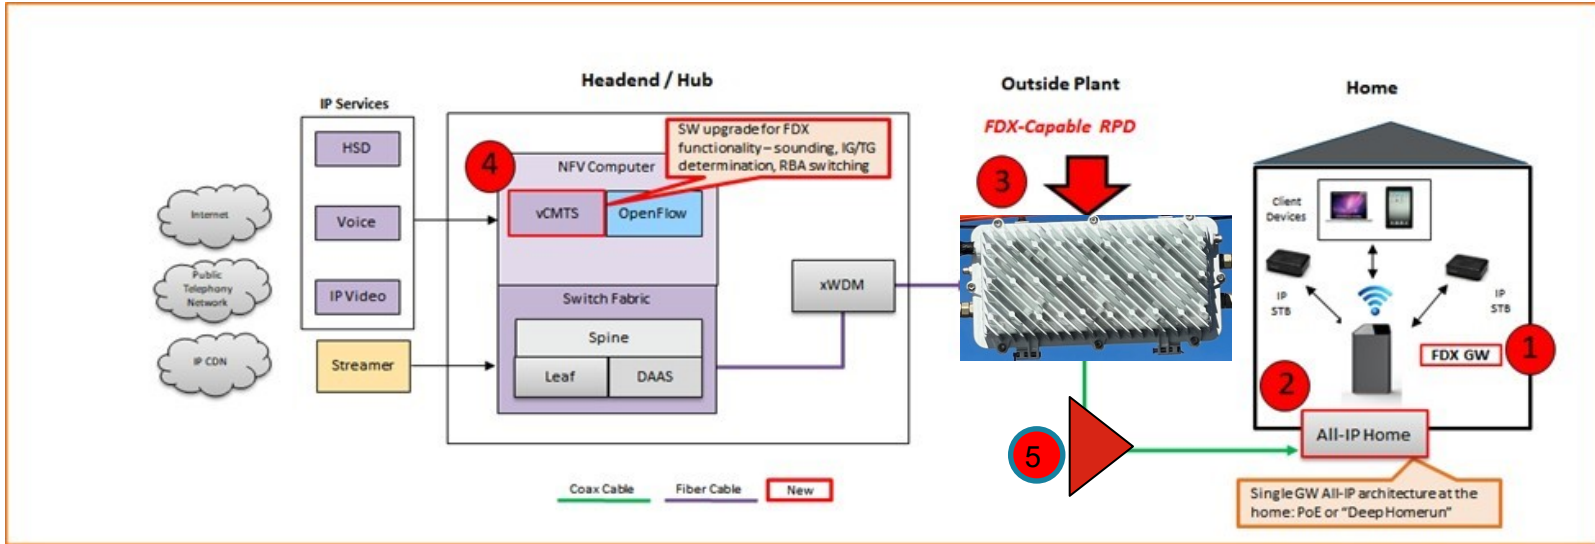 Headend / Hub
Outside Plant
Home
IP Services
FDX-Capable RPD
HSD
Voice
IP Video
Streamer
Internet
Public
Telephony
Network
IP CDN
4
NFV Computer
SW upgrade for FDX
functionality – sounding, IG/TG
determination, RBA switching
vCMTS
OpenFlow
Switch Fabric
Spine
Leaf
DAAS
xWDM
3
5
Client
Devices
IP
STB
IP
STB
FDX GW
1
2
All-IP Home
Single GW All-IP architecture at the
home: PoE or "Deep Homerun"
Coax Cable
Fiber Cable
New